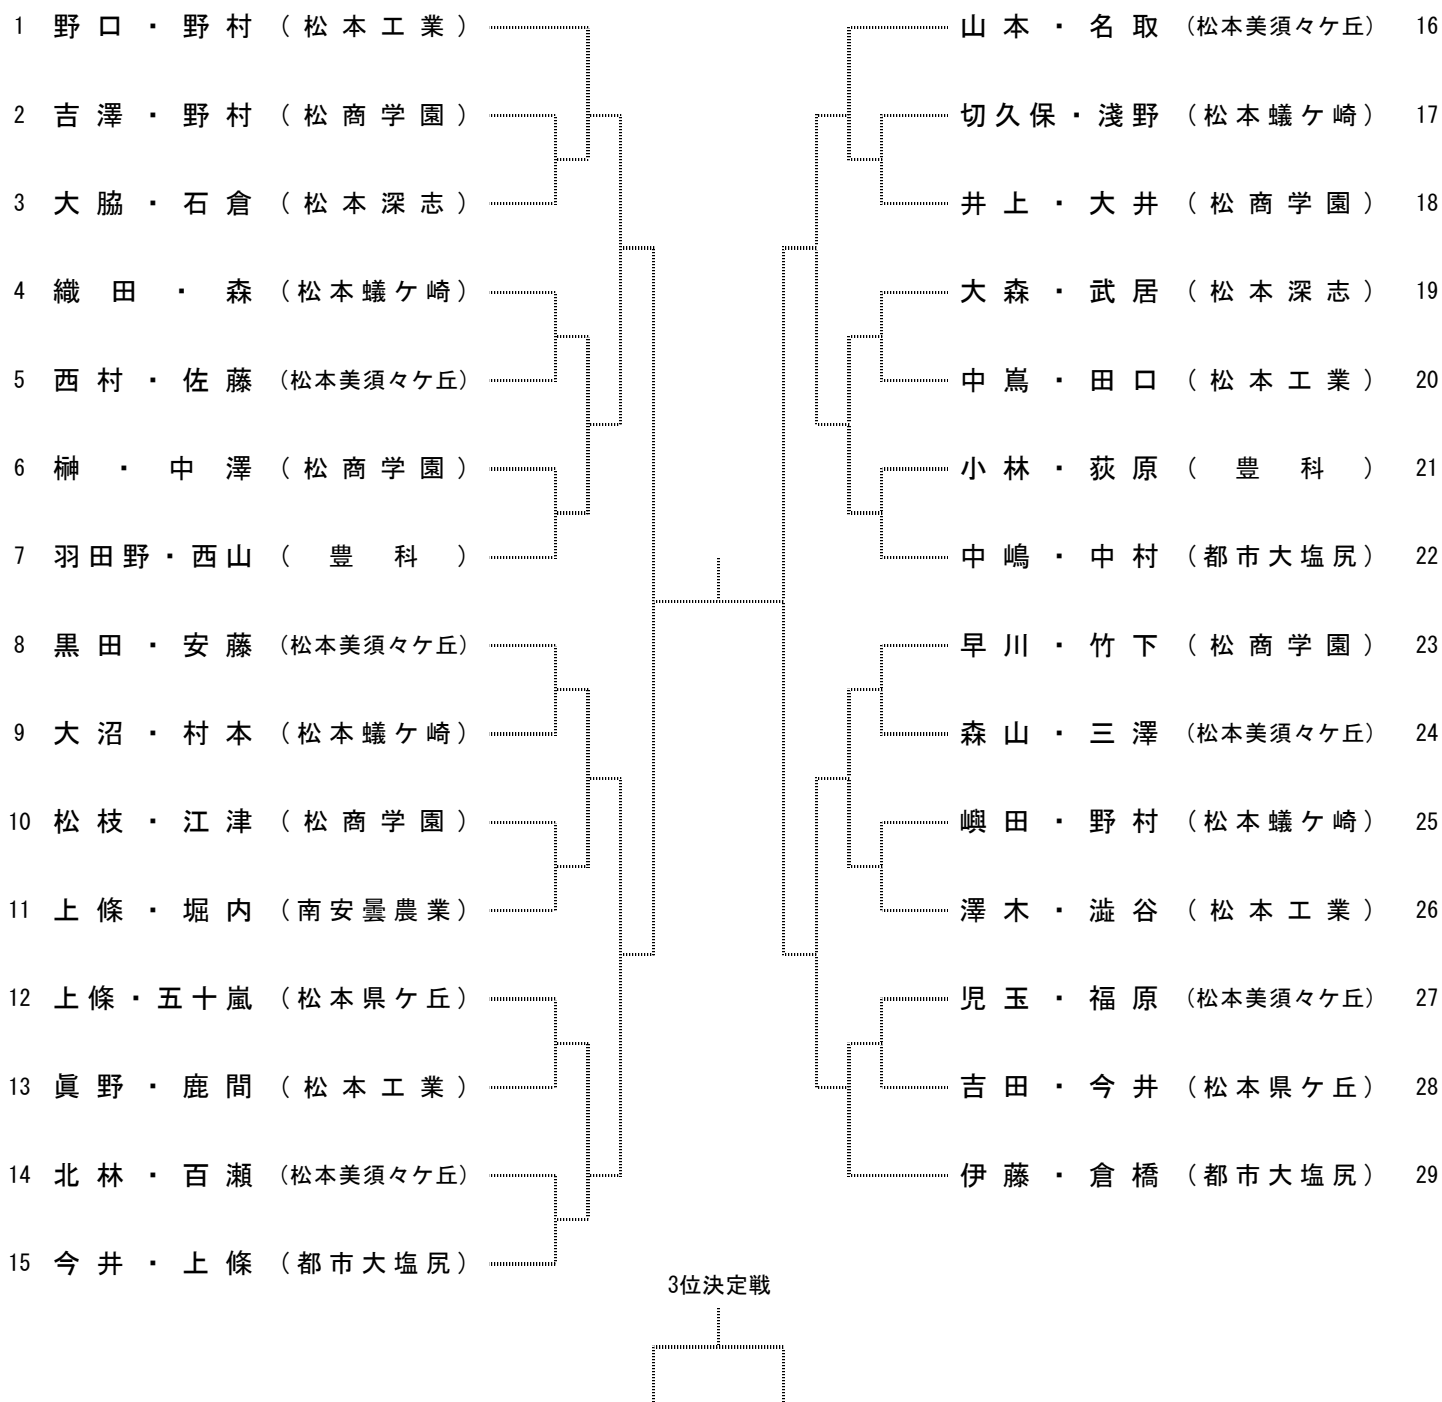 1 野口・野村 (松本工業)
2 吉澤・野村 (松商学園)
3 大脇・石倉 (松本深志)
4 織田・森 (松本蟻ケ崎)
5 西村・佐藤 (松本美須々ケ丘)
6 榊・中澤 (松商学園)
7 羽田野・西山 (豊科)
8 黒田・安藤 (松本美須々ケ丘)
9 大沼・村本 (松本蟻ケ崎)
10 松枝・江津 (松商学園)
11 上條・堀内 (南安曇農業)
12 上條・五十嵐 (松本県ケ丘)
13 眞野・鹿間 (松本工業)
14 北林・百瀬 (松本美須々ケ丘)
15 今井・上條 (都市大塩尻)
山本・名取 (松本美須々ケ丘) 16
切久保・淺野 (松本蟻ケ崎) 17
井上・大井 (松商学園) 18
大森・武居 (松本深志) 19
中嶌・田口 (松本工業) 20
小林・荻原 (豊科) 21
中嶋・中村 (都市大塩尻) 22
早川・竹下 (松商学園) 23
森山・三澤 (松本美須々ケ丘) 24
嶼田・野村 (松本蟻ケ崎) 25
澤木・澁谷 (松本工業) 26
児玉・福原 (松本美須々ケ丘) 27
吉田・今井 (松本県ケ丘) 28
伊藤・倉橋 (都市大塩尻) 29
3位決定戦